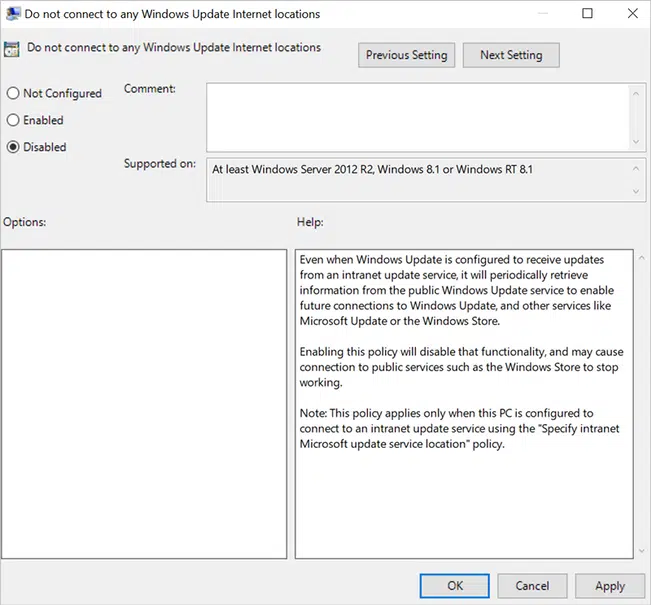 Do not connect to any Windows Update Internet locations
Do not connect to any Windows Update Internet locations
Previous Setting
Next Setting
Not Configured
Comment:
Enabled
Disabled
Supported on:
At least Windows Server 2012 R2, Windows 8.1 or Windows RT 8.1
Options:
Help:
Even when Windows Update is configured to receive updates
from an intranet update service, it will periodically retrieve
information from the public Windows Update service to enable
future connections to Windows Update, and other services like
Microsoft Update or the Windows Store.
Enabling this policy will disable that functionality, and may cause
connection to public services such as the Windows Store to stop
working.
Note: This policy applies only when this PC is configured to
connect to an intranet update service using the "Specify intranet
Microsoft update service location" policy.
OK
Cancel
Apply